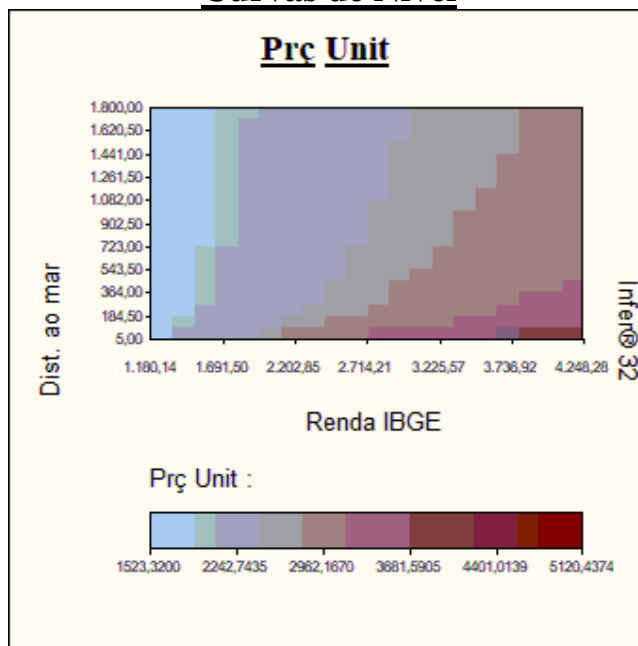 Curvas de Nível
Prç Unit
1.800,00
1.620,50
1.441,00
1.261,50
1.082,00
902,50
723,00
543,50
364,00
184,50
5,00
Dist. ao mar
1.180,14 1.691,50 2.202,85 2.714,21 3.225,57 3.736,92 4.248,28
Infer® 32
Renda IBGE
Prç Unit :
1523,3200 2242,7435 2962,1670 3681,5905 4401,0139 5120,4374